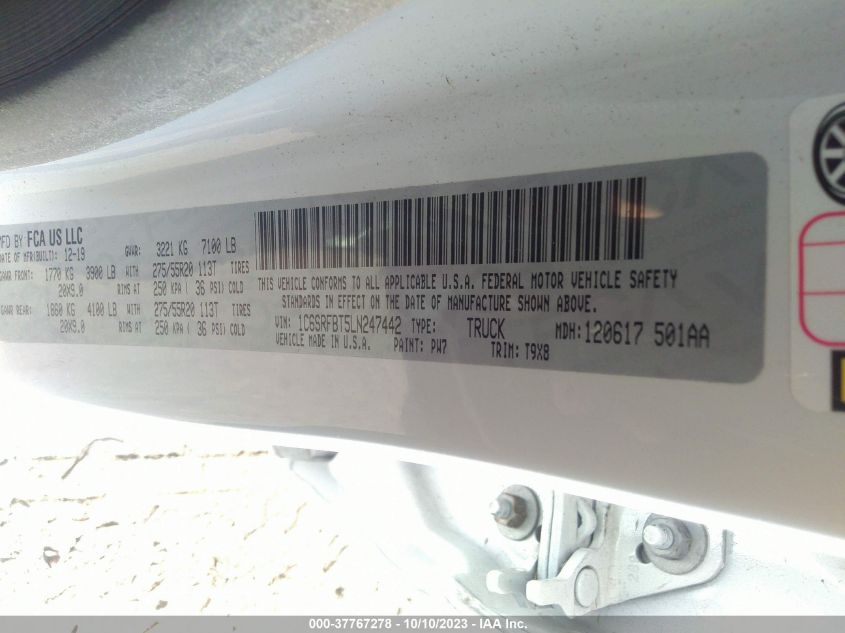 MFD BY FCA US LLC
DATE OF MFR(BUILT): 12-19 GVWR: 3221 KG 7100 LB
GAWR FRONT: 1770 KG 3900 LB WITH 275/55R20 113T TIRES
20X9.0 RIMS AT 250 KPA ( 36 PSI) COLD
GAWR REAR: 1860 KG 4100 LB WITH 275/55R20 113T TIRES
20X9.0 RIMS AT 250 KPA ( 36 PSI) COLD
THIS VEHICLE CONFORMS TO ALL APPLICABLE U.S.A. FEDERAL MOTOR VEHICLE SAFETY
STANDARDS IN EFFECT ON THE DATE OF MANUFACTURE SHOWN ABOVE.
VIN: 1C6SRFBT5LN247442 TYPE: TRUCK MDH: 120617 501AA
VEHICLE MADE IN U.S.A. PAINT: PW7 TRIM: T9X8
000-37767278 - 10/10/2023 - IAA Inc.